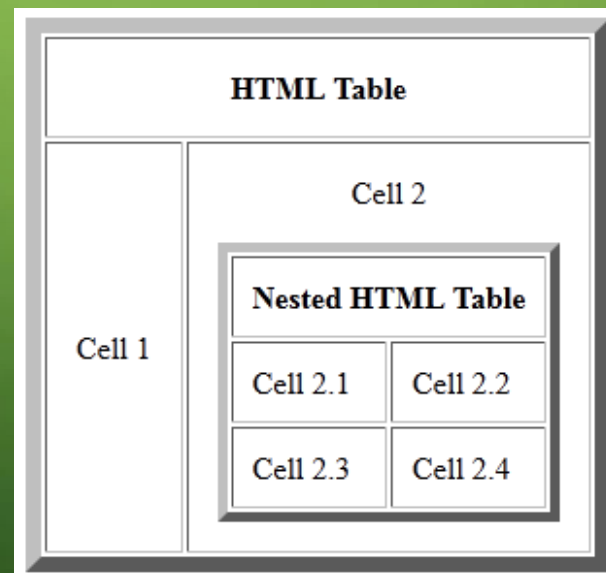 HTML Table
Cell 1
Cell 2
Nested HTML Table
Cell 2.1 Cell 2.2
Cell 2.3 Cell 2.4